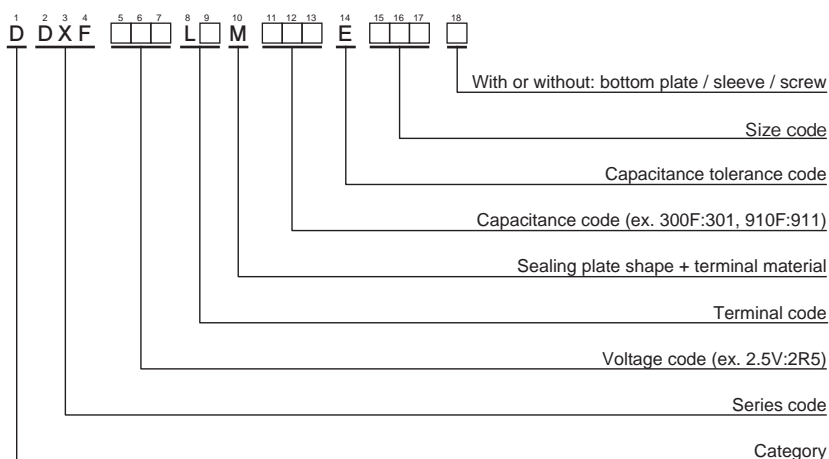 1 2 3 4 5 6 7 8 9 10 11 12 13 14 15 16 17 18
D DXF □□□ L□ M □□□ E □□□ □
With or without: bottom plate / sleeve / screw
Size code
Capacitance tolerance code
Capacitance code (ex. 300F:301, 910F:911)
Sealing plate shape + terminal material
Terminal code
Voltage code (ex. 2.5V:2R5)
Series code
Category